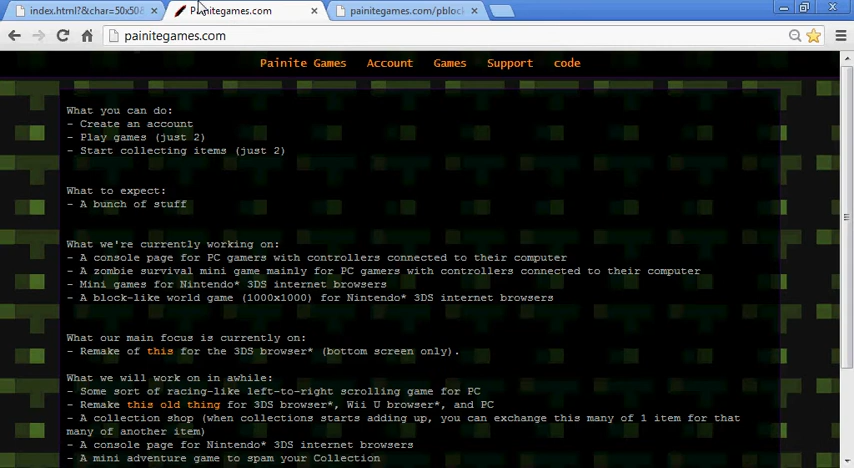 index.html?&char=50x50&
Painitegames.com
painitegames.com/pblock
painitegames.com
Painite Games Account Games Support code
What you can do:
- Create an account
- Play games (just 2)
- Start collecting items (just 2)
What to expect:
- A bunch of stuff
What we're currently working on:
- A console page for PC gamers with controllers connected to their computer
- A zombie survival mini game mainly for PC gamers with controllers connected to their computer
- Mini games for Nintendo* 3DS internet browsers
- A block-like world game (1000x1000) for Nintendo* 3DS internet browsers
What our main focus is currently on:
- Remake of this for the 3DS browser* (bottom screen only).
What we will work on in awhile:
- Some sort of racing-like left-to-right scrolling game for PC
- Remake this old thing for 3DS browser*, Wii U browser*, and PC
- A collection shop (when collections starts adding up, you can exchange this many of 1 item for that
many of another item)
- A console page for Nintendo* 3DS internet browsers
- A mini adventure game to spam your Collection